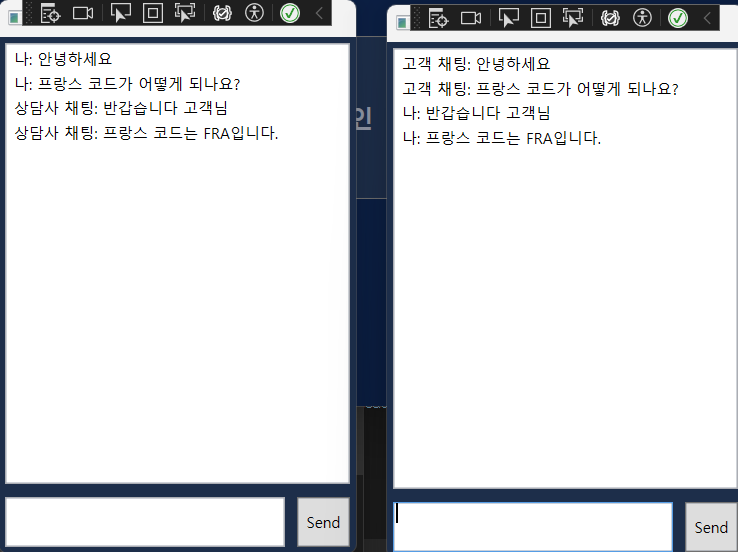 나: 안녕하세요
나: 프랑스 코드가 어떻게 되나요?
상담사 채팅: 반갑습니다 고객님
상담사 채팅: 프랑스 코드는 FRA입니다.
Send
인
고객 채팅: 안녕하세요
고객 채팅: 프랑스 코드가 어떻게 되나요?
나: 반갑습니다 고객님
나: 프랑스 코드는 FRA입니다.
Send